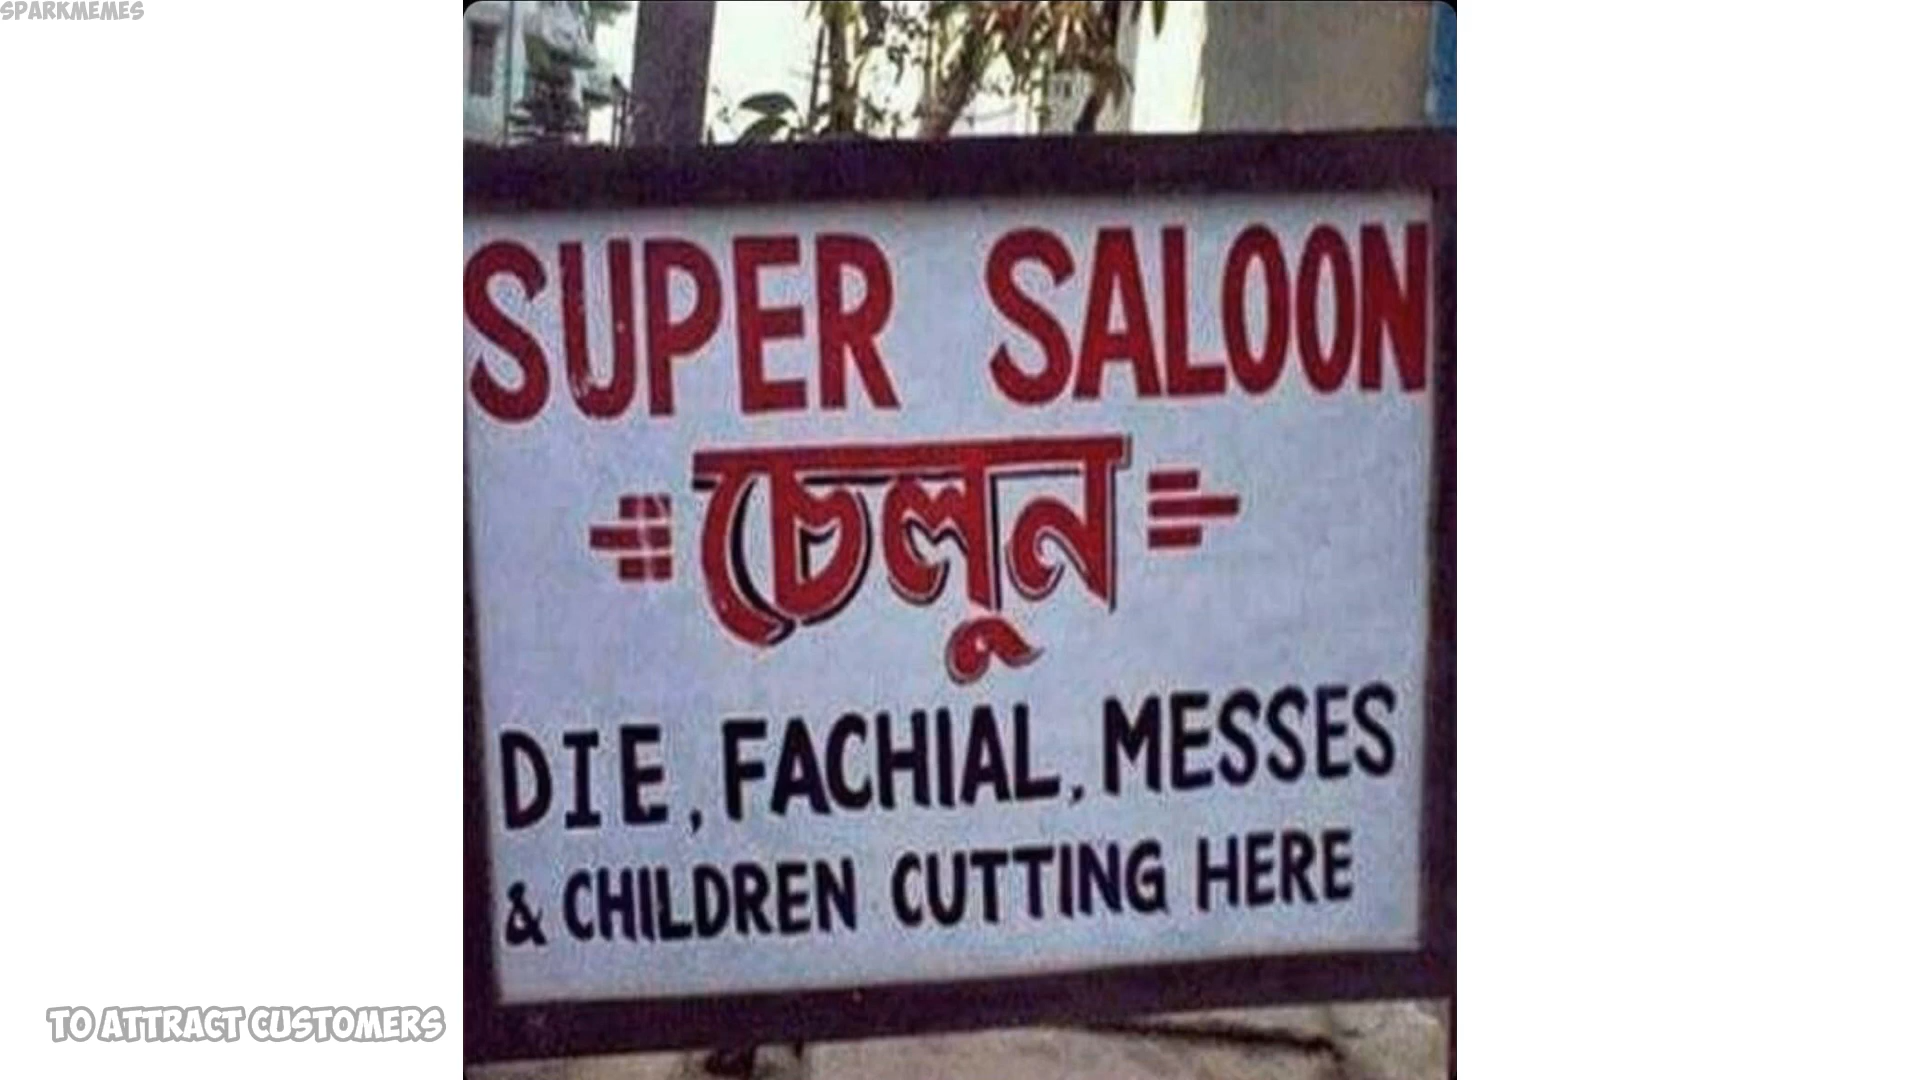 SPARKMEMES
SUPER SALOON
চেলুন
DIE, FACHIAL, MESSES
& CHILDREN CUTTING HERE
TO ATTRACT CUSTOMERS